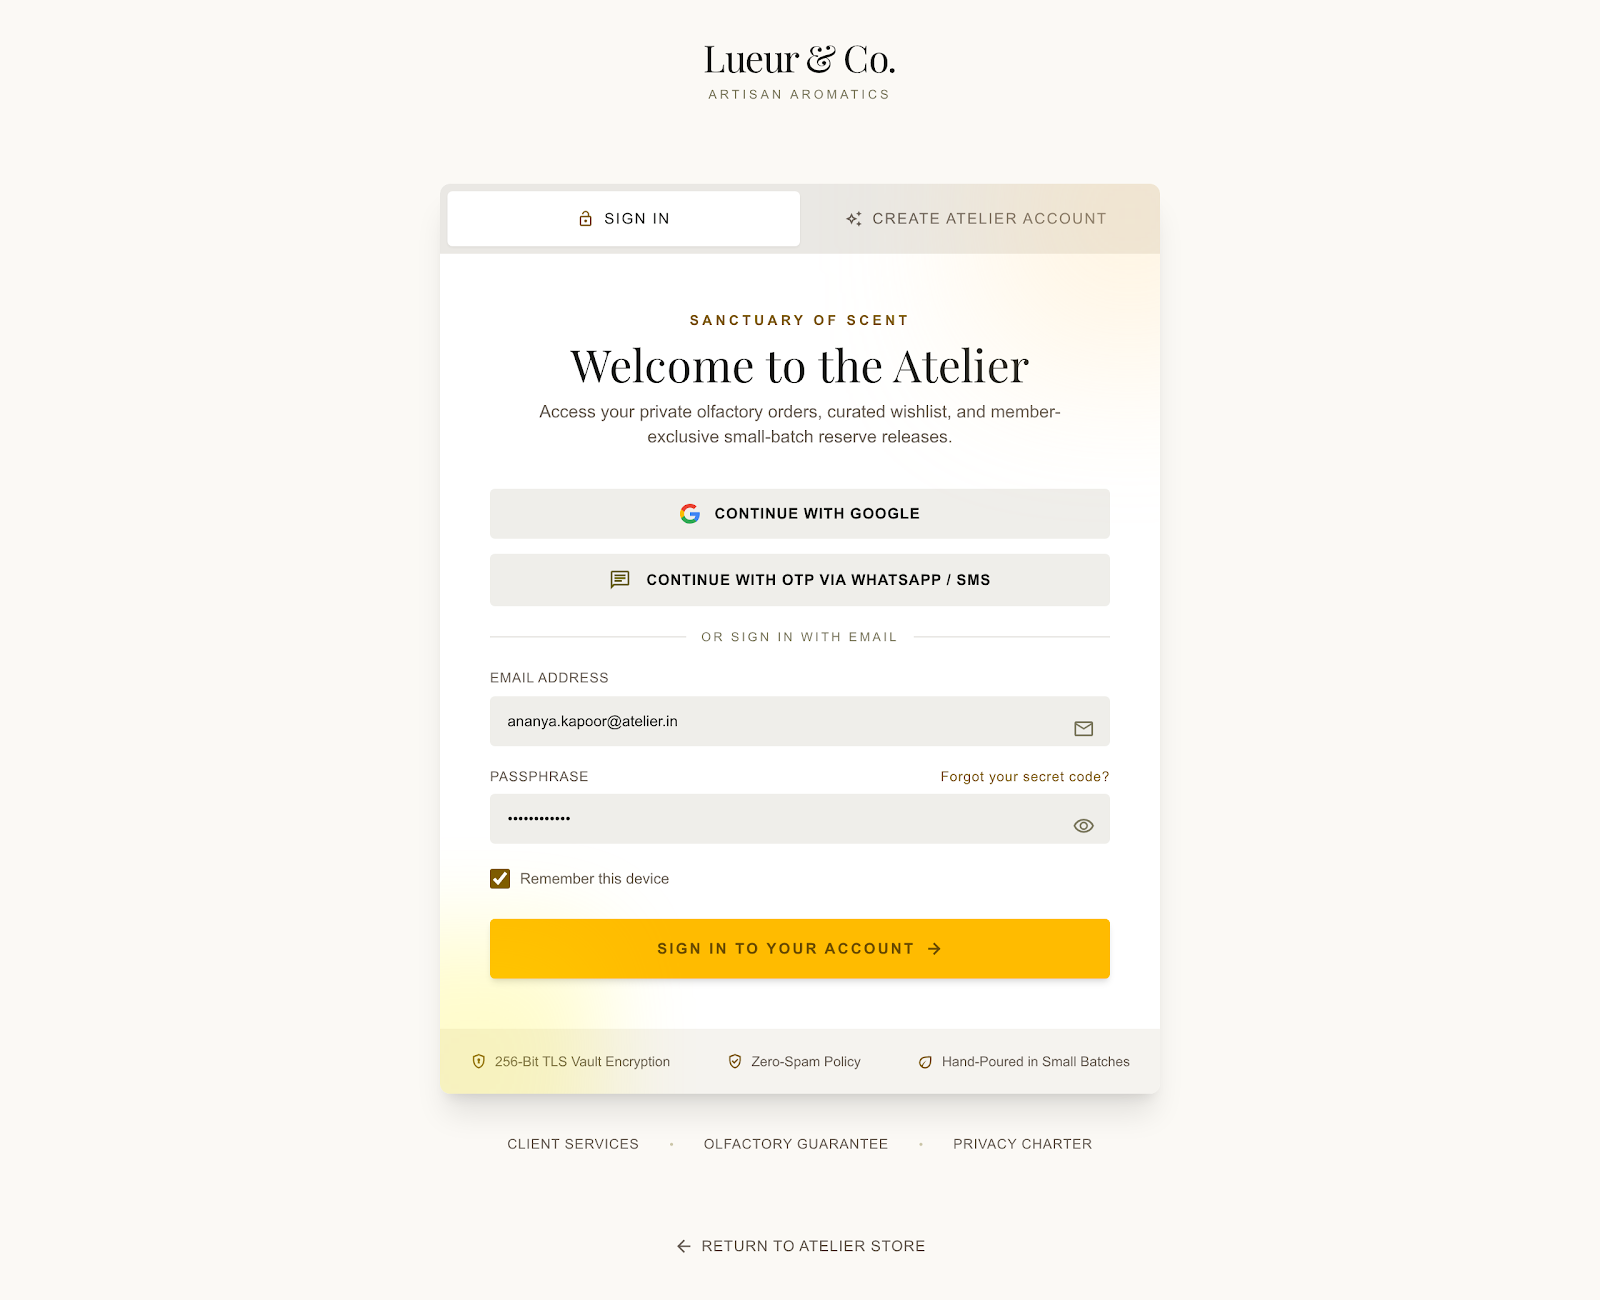 Lueur & Co.
ARTISAN AROMATICS
SIGN IN
CREATE ATELIER ACCOUNT
SANCTUARY OF SCENT
Welcome to the Atelier
Access your private olfactory orders, curated wishlist, and member-
exclusive small-batch reserve releases.
CONTINUE WITH GOOGLE
CONTINUE WITH OTP VIA WHATSAPP / SMS
OR SIGN IN WITH EMAIL
EMAIL ADDRESS
ananya.kapoor@atelier.in
PASSPHRASE
Forgot your secret code?
••••••••••••
Remember this device
SIGN IN TO YOUR ACCOUNT →
256-Bit TLS Vault Encryption
Zero-Spam Policy
Hand-Poured in Small Batches
CLIENT SERVICES • OLFACTORY GUARANTEE • PRIVACY CHARTER
← RETURN TO ATELIER STORE